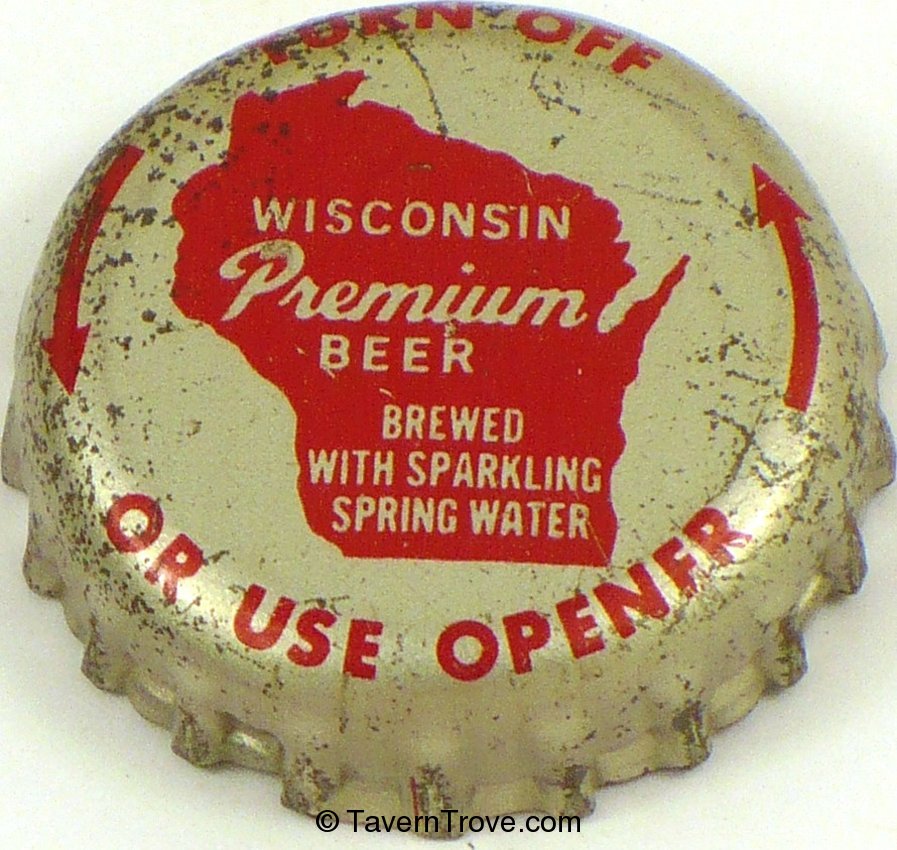 TURN OFF
WISCONSIN
Premium
BEER
BREWED
WITH SPARKLING
SPRING WATER
OR USE OPENER
© TavernTrove.com